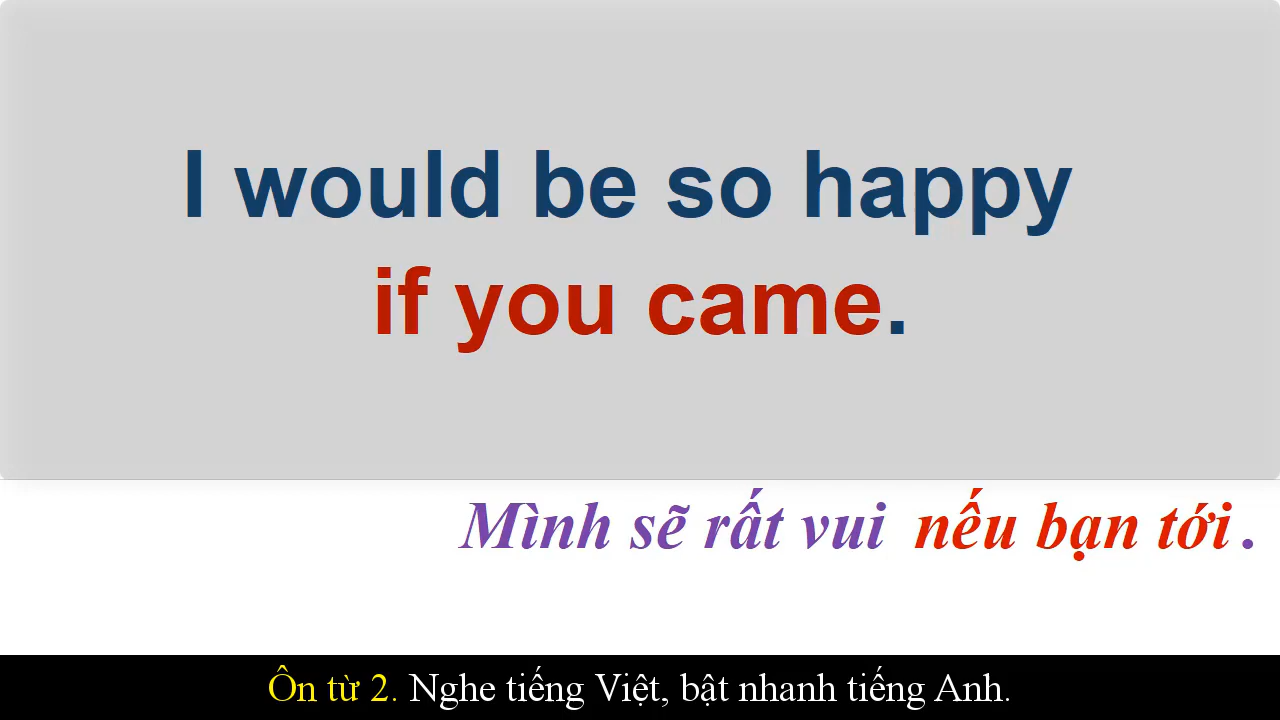 I would be so happy
if you came.
Mình sẽ rất vui nếu bạn tới.
Ôn từ 2. Nghe tiếng Việt, bật nhanh tiếng Anh.